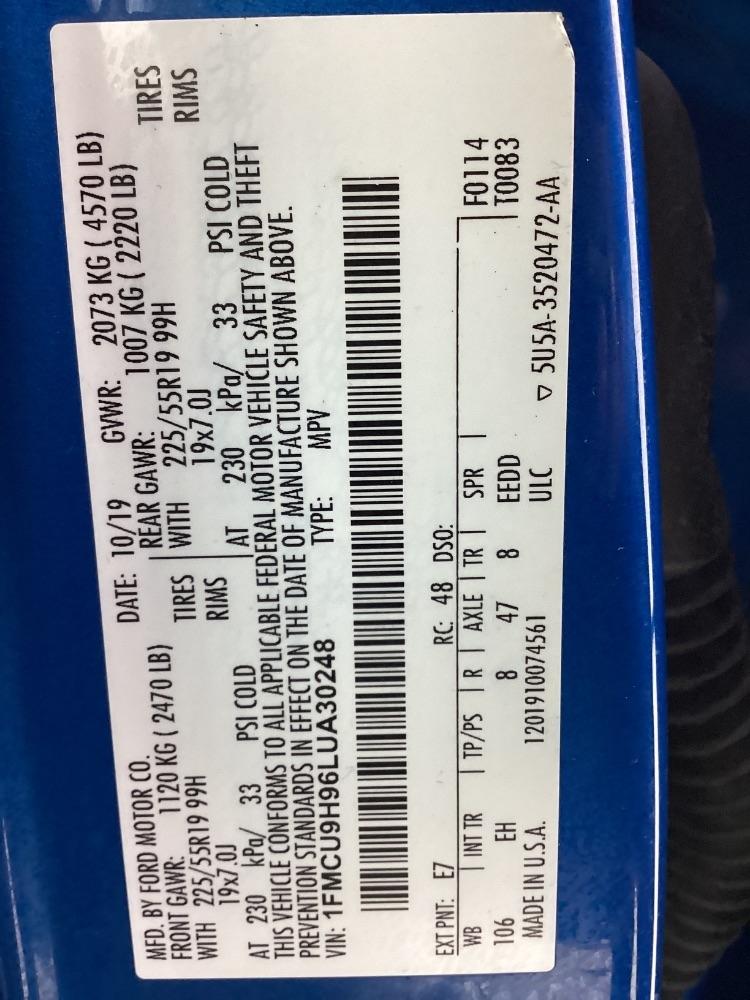 MFD. BY FORD MOTOR CO. DATE: 10/19 GVWR: 2073 KG ( 4570 LB)
FRONT GAWR: 1120 KG ( 2470 LB) REAR GAWR: 1007 KG ( 2220 LB)
WITH 225/55R19 99H TIRES WITH 225/55R19 99H TIRES
19x7.0J RIMS 19x7.0J RIMS
AT 230 kPa/ 33 PSI COLD AT 230 kPa/ 33 PSI COLD
THIS VEHICLE CONFORMS TO ALL APPLICABLE FEDERAL MOTOR VEHICLE SAFETY AND THEFT
PREVENTION STANDARDS IN EFFECT ON THE DATE OF MANUFACTURE SHOWN ABOVE.
VIN: 1FMCU9H96LUA30248 TYPE: MPV
EXT PNT: E7 RC: 48 DSO:
WB INT TR TP/PS R AXLE TR SPR F0114
106 EH 8 47 8 EEDD T0083
MADE IN U.S.A. 1201910074561 ULC ▽ 5U5A-3520472-AA